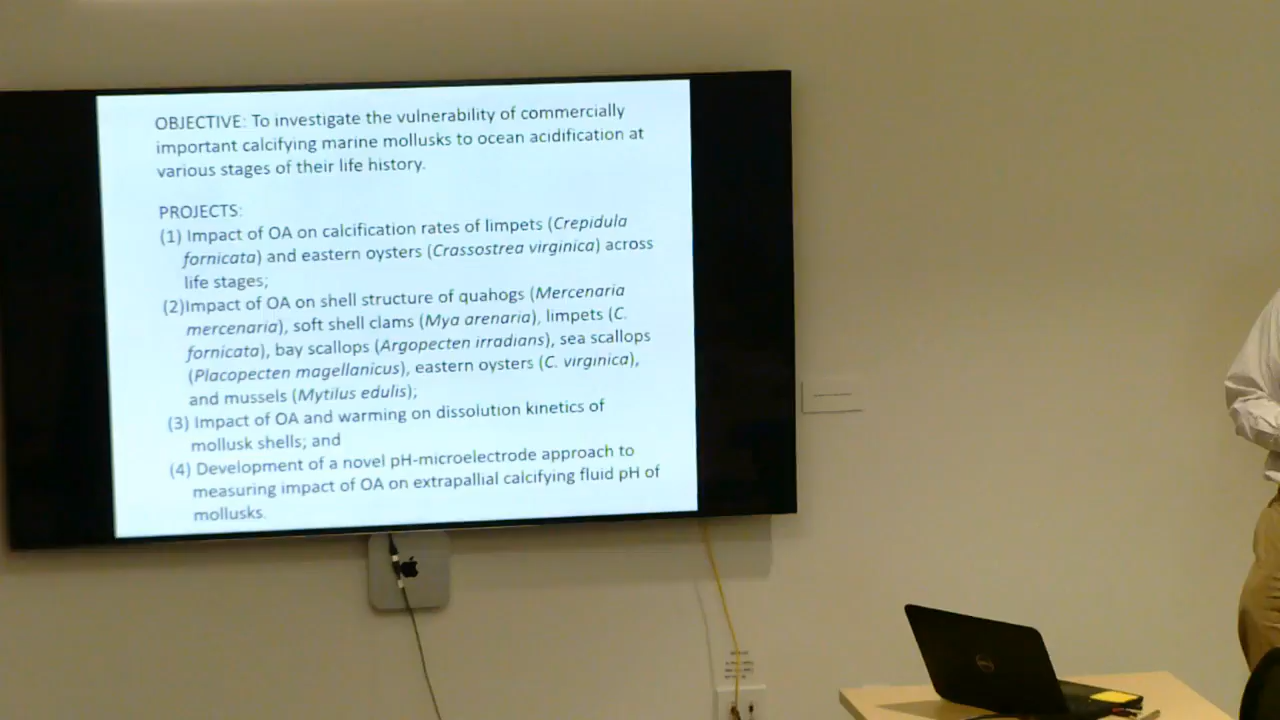 OBJECTIVE: To investigate the vulnerability of commercially
important calcifying marine mollusks to ocean acidification at
various stages of their life history.
PROJECTS:
(1) Impact of OA on calcification rates of limpets (Crepidula
fornicata) and eastern oysters (Crassostrea virginica) across
life stages;
(2)Impact of OA on shell structure of quahogs (Mercenaria
mercenaria), soft shell clams (Mya arenaria), limpets (C.
fornicata), bay scallops (Argopecten irradians), sea scallops
(Placopecten magellanicus), eastern oysters (C. virginica),
and mussels (Mytilus edulis);
(3) Impact of OA and warming on dissolution kinetics of
mollusk shells; and
(4) Development of a novel pH-microelectrode approach to
measuring impact of OA on extrapallial calcifying fluid pH of
mollusks.
DELL